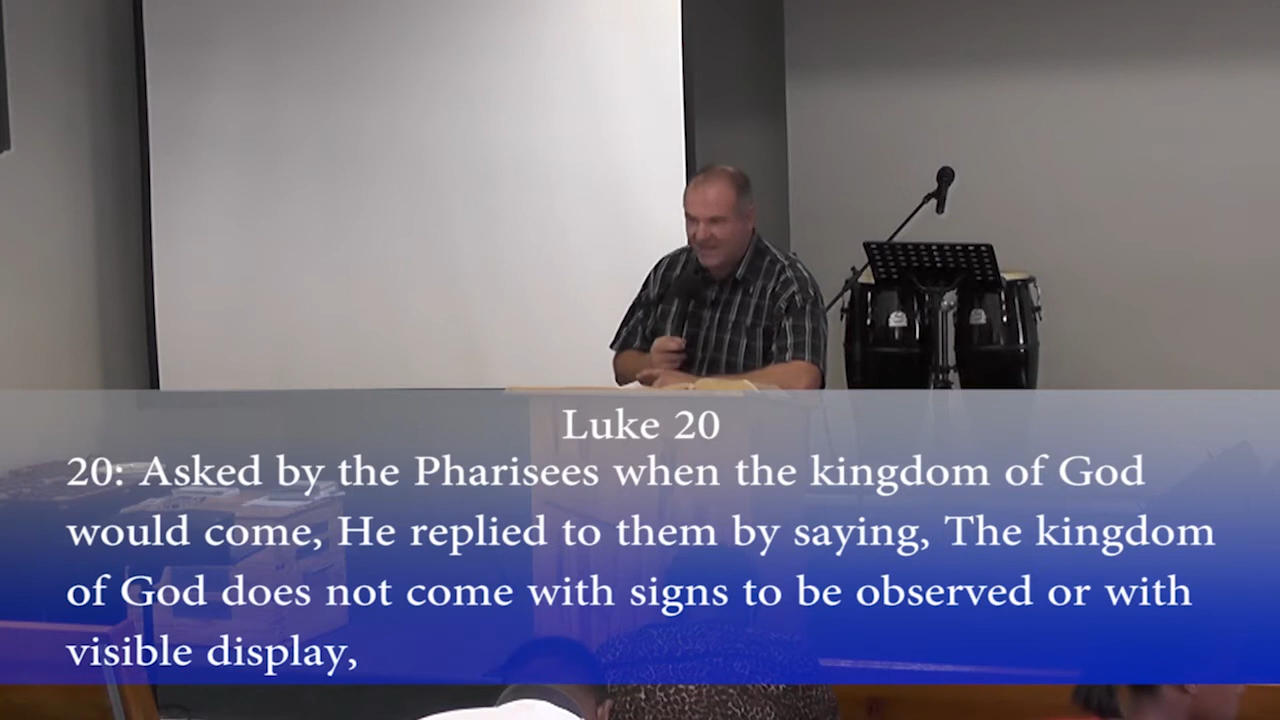 Luke 20
20: Asked by the Pharisees when the kingdom of God
would come, He replied to them by saying, The kingdom
of God does not come with signs to be observed or with
visible display,